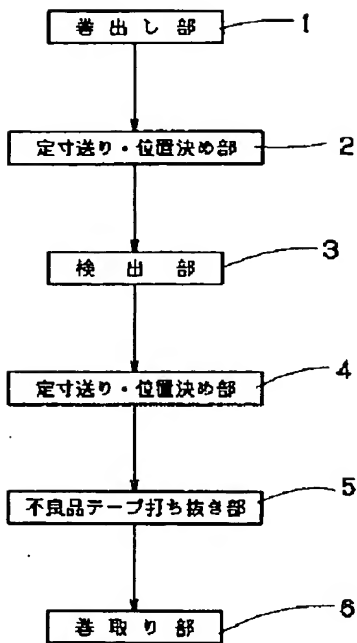 巻出し部 1
定寸送り・位置決め部 2
検出部 3
定寸送り・位置決め部 4
不良品テープ打ち抜き部 5
巻取り部 6